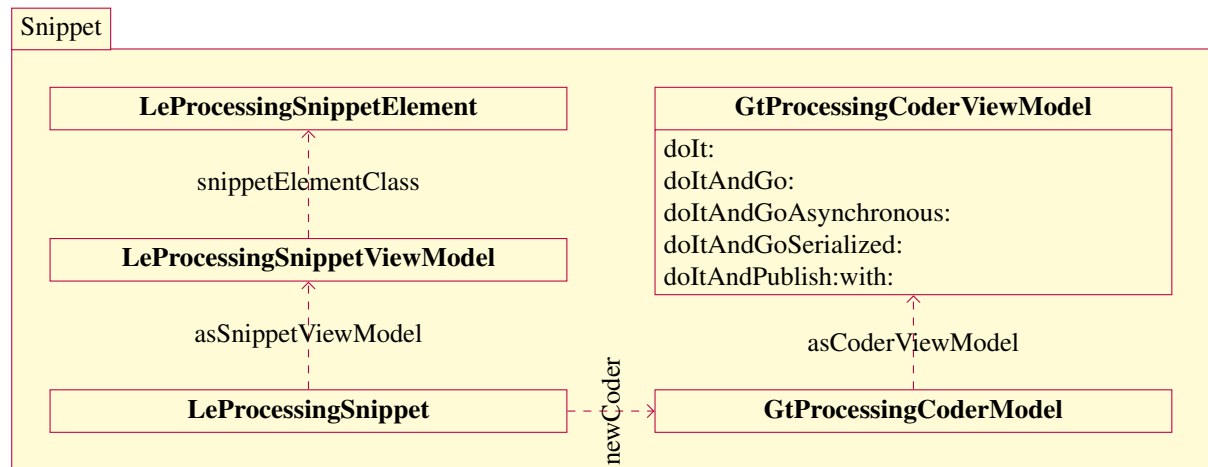 Snippet
LeProcessingSnippetElement
GtProcessingCoderViewModel
doIt:
doItAndGo:
doItAndGoAsynchronous:
doItAndGoSerialized:
doItAndPublish:with:
snippetElementClass
LeProcessingSnippetViewModel
asSnippetViewModel
asCoderViewModel
LeProcessingSnippet
newCoder
GtProcessingCoderModel